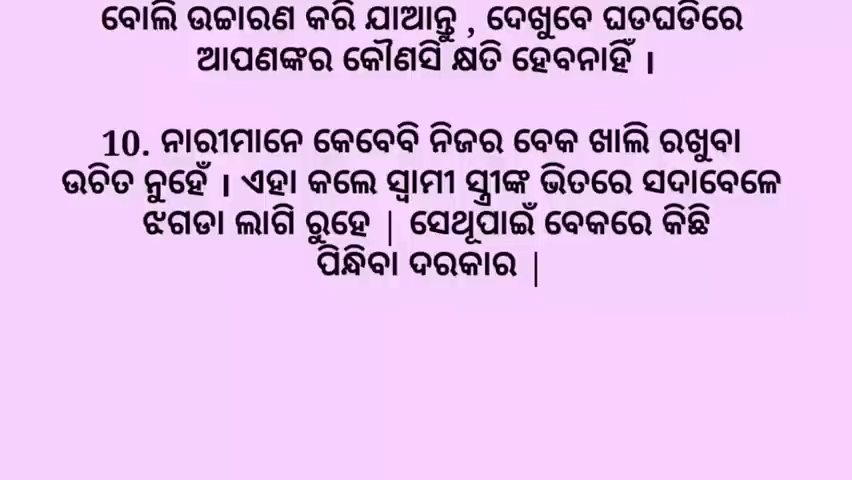 ବୋଲି ଉଚ୍ଚାରଣ କରି ଯାଆନ୍ତୁ , ଦେଖୁବେ ଘଡଘଡିରେ
ଆପଣଙ୍କର କୌଣସି କ୍ଷତି ହେବନାହିଁ ।
10. ନାରୀମାନେ କେବେବି ନିଜର ବେକ ଖାଲି ରଖୁବା
ଉଚିତ ନୁହେଁ । ଏହା କଲେ ସ୍ୱାମୀ ସ୍ତ୍ରୀଙ୍କ ଭିତରେ ସଦାବେଳେ
ଝଗଡା ଲାଗି ରୁହେ | ସେଥୂପାଇଁ ବେକରେ କିଛି
ପିନ୍ଧିବା ଦରକାର |